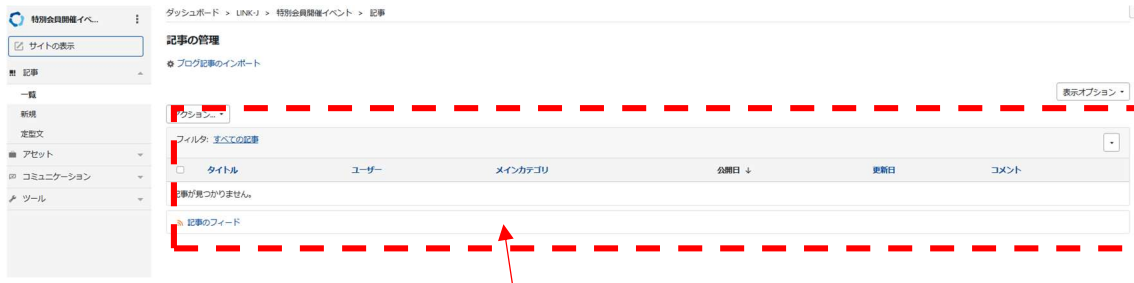 特別会員開催イベ...
ダッシュボード > LINK-J > 特別会員開催イベント > 記事
サイトの表示
記事の管理
ブログ記事のインポート
記事
一覧
新規
定型文
アセット
コミュニケーション
ツール
表示オプション
アクション...
フィルタ: すべての記事
タイトル ユーザー メインカテゴリ 公開日 ↓ 更新日 コメント
記事が見つかりません。
記事のフィード